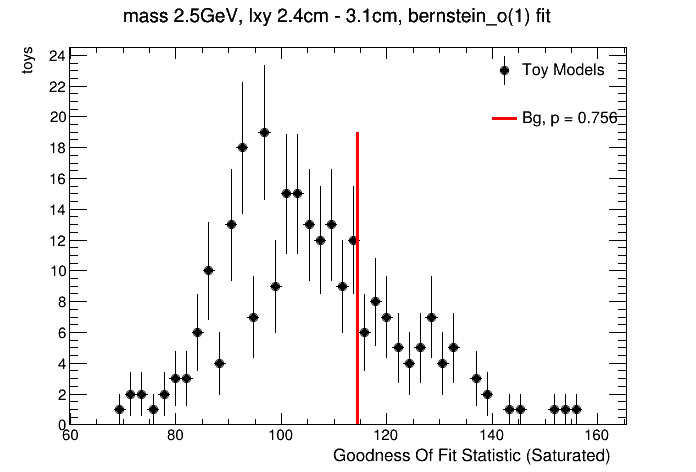 mass 2.5GeV, lxy 2.4cm - 3.1cm, bernstein_o(1) fit
toys
24
22
20
18
16
14
12
10
8
6
4
2
0
Toy Models
Bg, p = 0.756
60 80 100 120 140 160
Goodness Of Fit Statistic (Saturated)